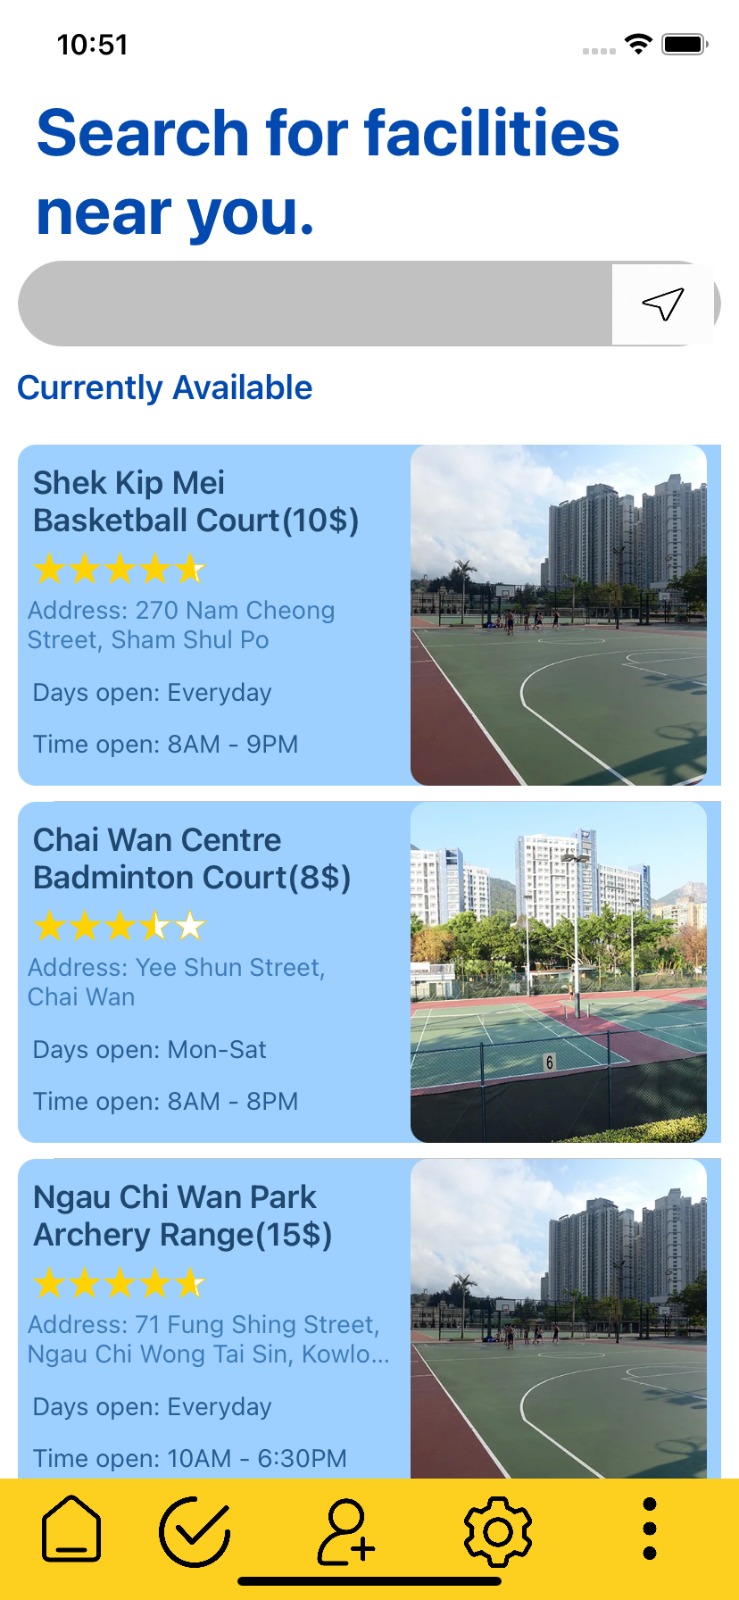 10:51
Search for facilities
near you.
Currently Available
Shek Kip Mei
Basketball Court(10$)
Address: 270 Nam Cheong
Street, Sham Shul Po
Days open: Everyday
Time open: 8AM - 9PM
Chai Wan Centre
Badminton Court(8$)
Address: Yee Shun Street,
Chai Wan
Days open: Mon-Sat
Time open: 8AM - 8PM
6
Ngau Chi Wan Park
Archery Range(15$)
Address: 71 Fung Shing Street,
Ngau Chi Wong Tai Sin, Kowlo...
Days open: Everyday
Time open: 10AM - 6:30PM